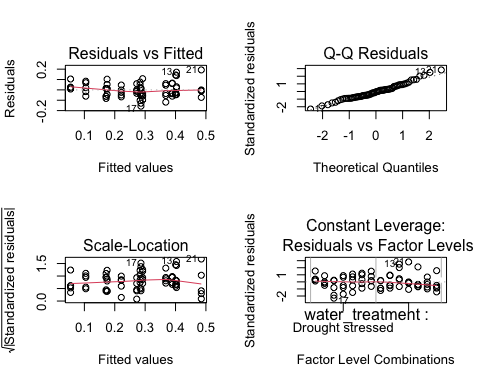 Residuals vs Fitted
Residuals
-0.2
0.2
13
21
17
0.1 0.2 0.3 0.4 0.5
Fitted values
Q-Q Residuals
Standardized residuals
-2
1
-2 -1 0 1 2
Theoretical Quantiles
Scale-Location
√|Standardized residuals|
0.0
1.5
17
13
21
0.1 0.2 0.3 0.4 0.5
Fitted values
Constant Leverage:
Residuals vs Factor Levels
Standardized residuals
-2
1
13
21
17
water_treatment :
Drought stressed
Factor Level Combinations